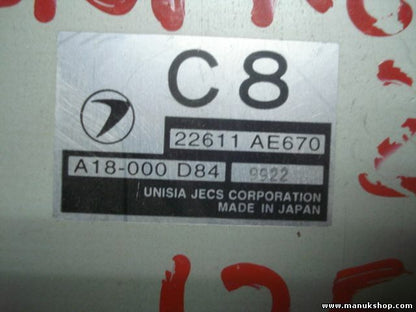 C8
22611 AE670
A18-000 D84 9922
UNISIA JECS CORPORATION
MADE IN JAPAN
www.manukshop.com